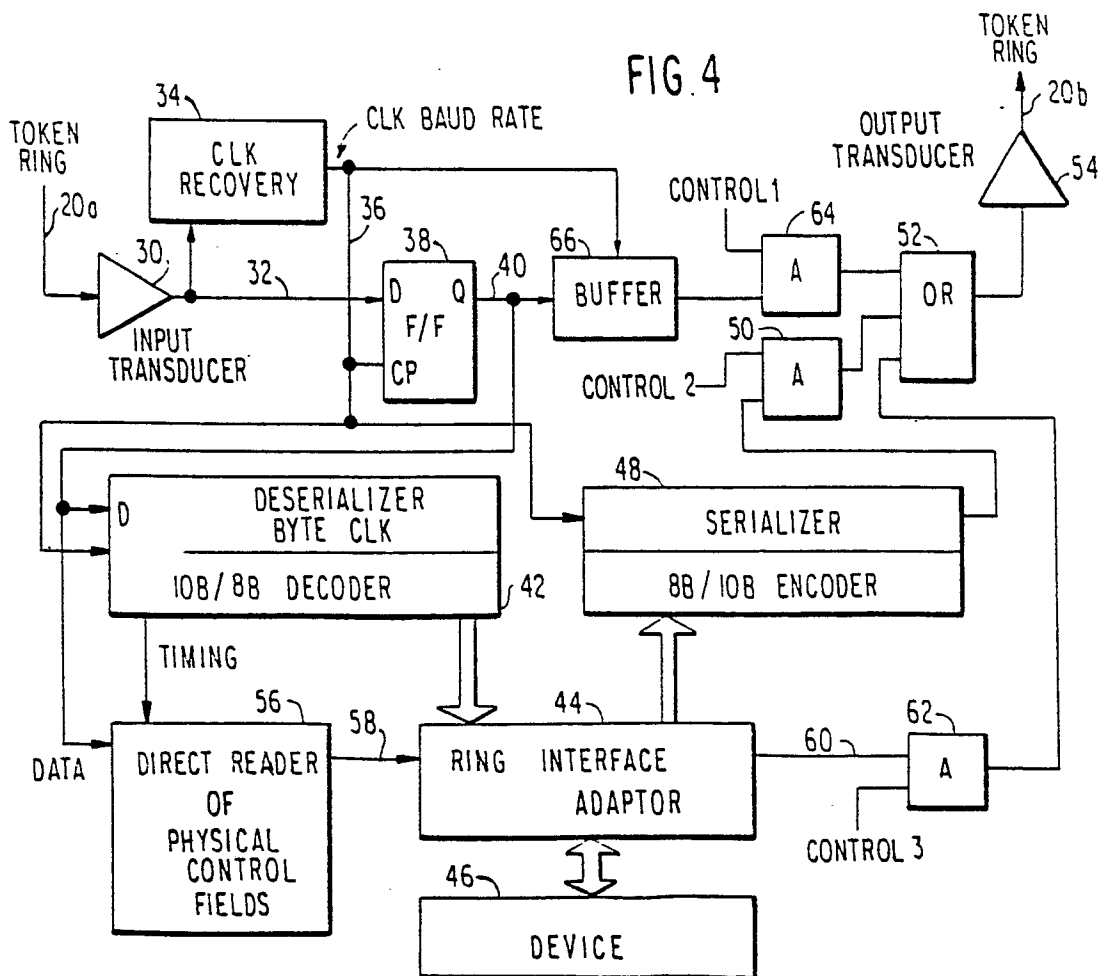 FIG. 4
TOKEN
RING
20a
34
CLK
RECOVERY
CLK BAUD RATE
36
30
INPUT
TRANSDUCER
32
38
D Q
F/F
CP
40
66
BUFFER
CONTROL 1
64
A
52
OR
TOKEN
RING
20b
OUTPUT
TRANSDUCER
54
50
A
CONTROL 2
D
DESERIALIZER
BYTE CLK
10B/8B DECODER
42
48
SERIALIZER
8B/10B ENCODER
TIMING
DATA
56
DIRECT READER
OF
PHYSICAL
CONTROL
FIELDS
58
44
RING INTERFACE
ADAPTOR
60
62
A
CONTROL 3
46
DEVICE